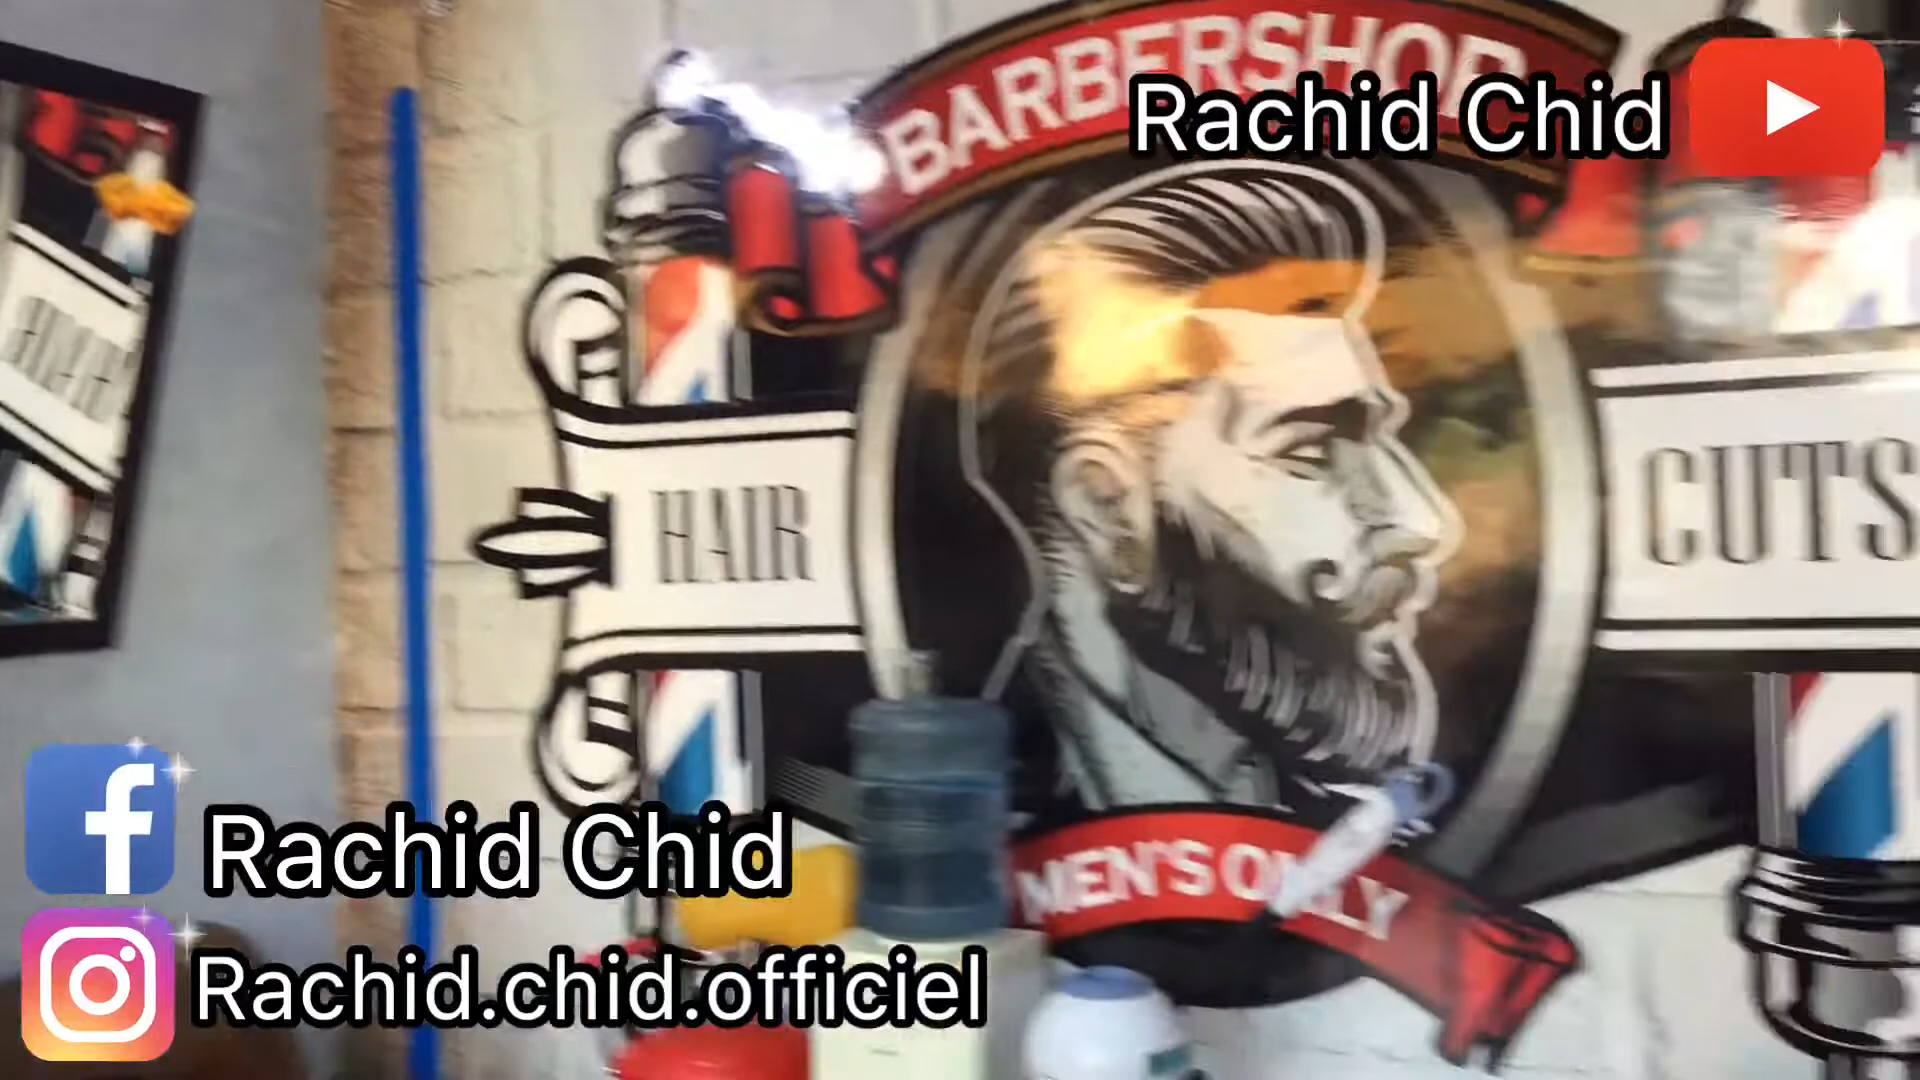 BARBERSHOP
Rachid Chid
HAIR
CUTS
MEN'S ONLY
f Rachid Chid
Rachid.chid.officiel